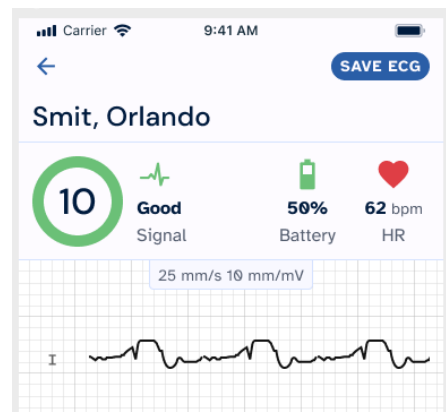 Carrier 9:41 AM
SAVE ECG
Smit, Orlando
10
Good 50% 62 bpm
Signal Battery HR
25 mm/s 10 mm/mV
I